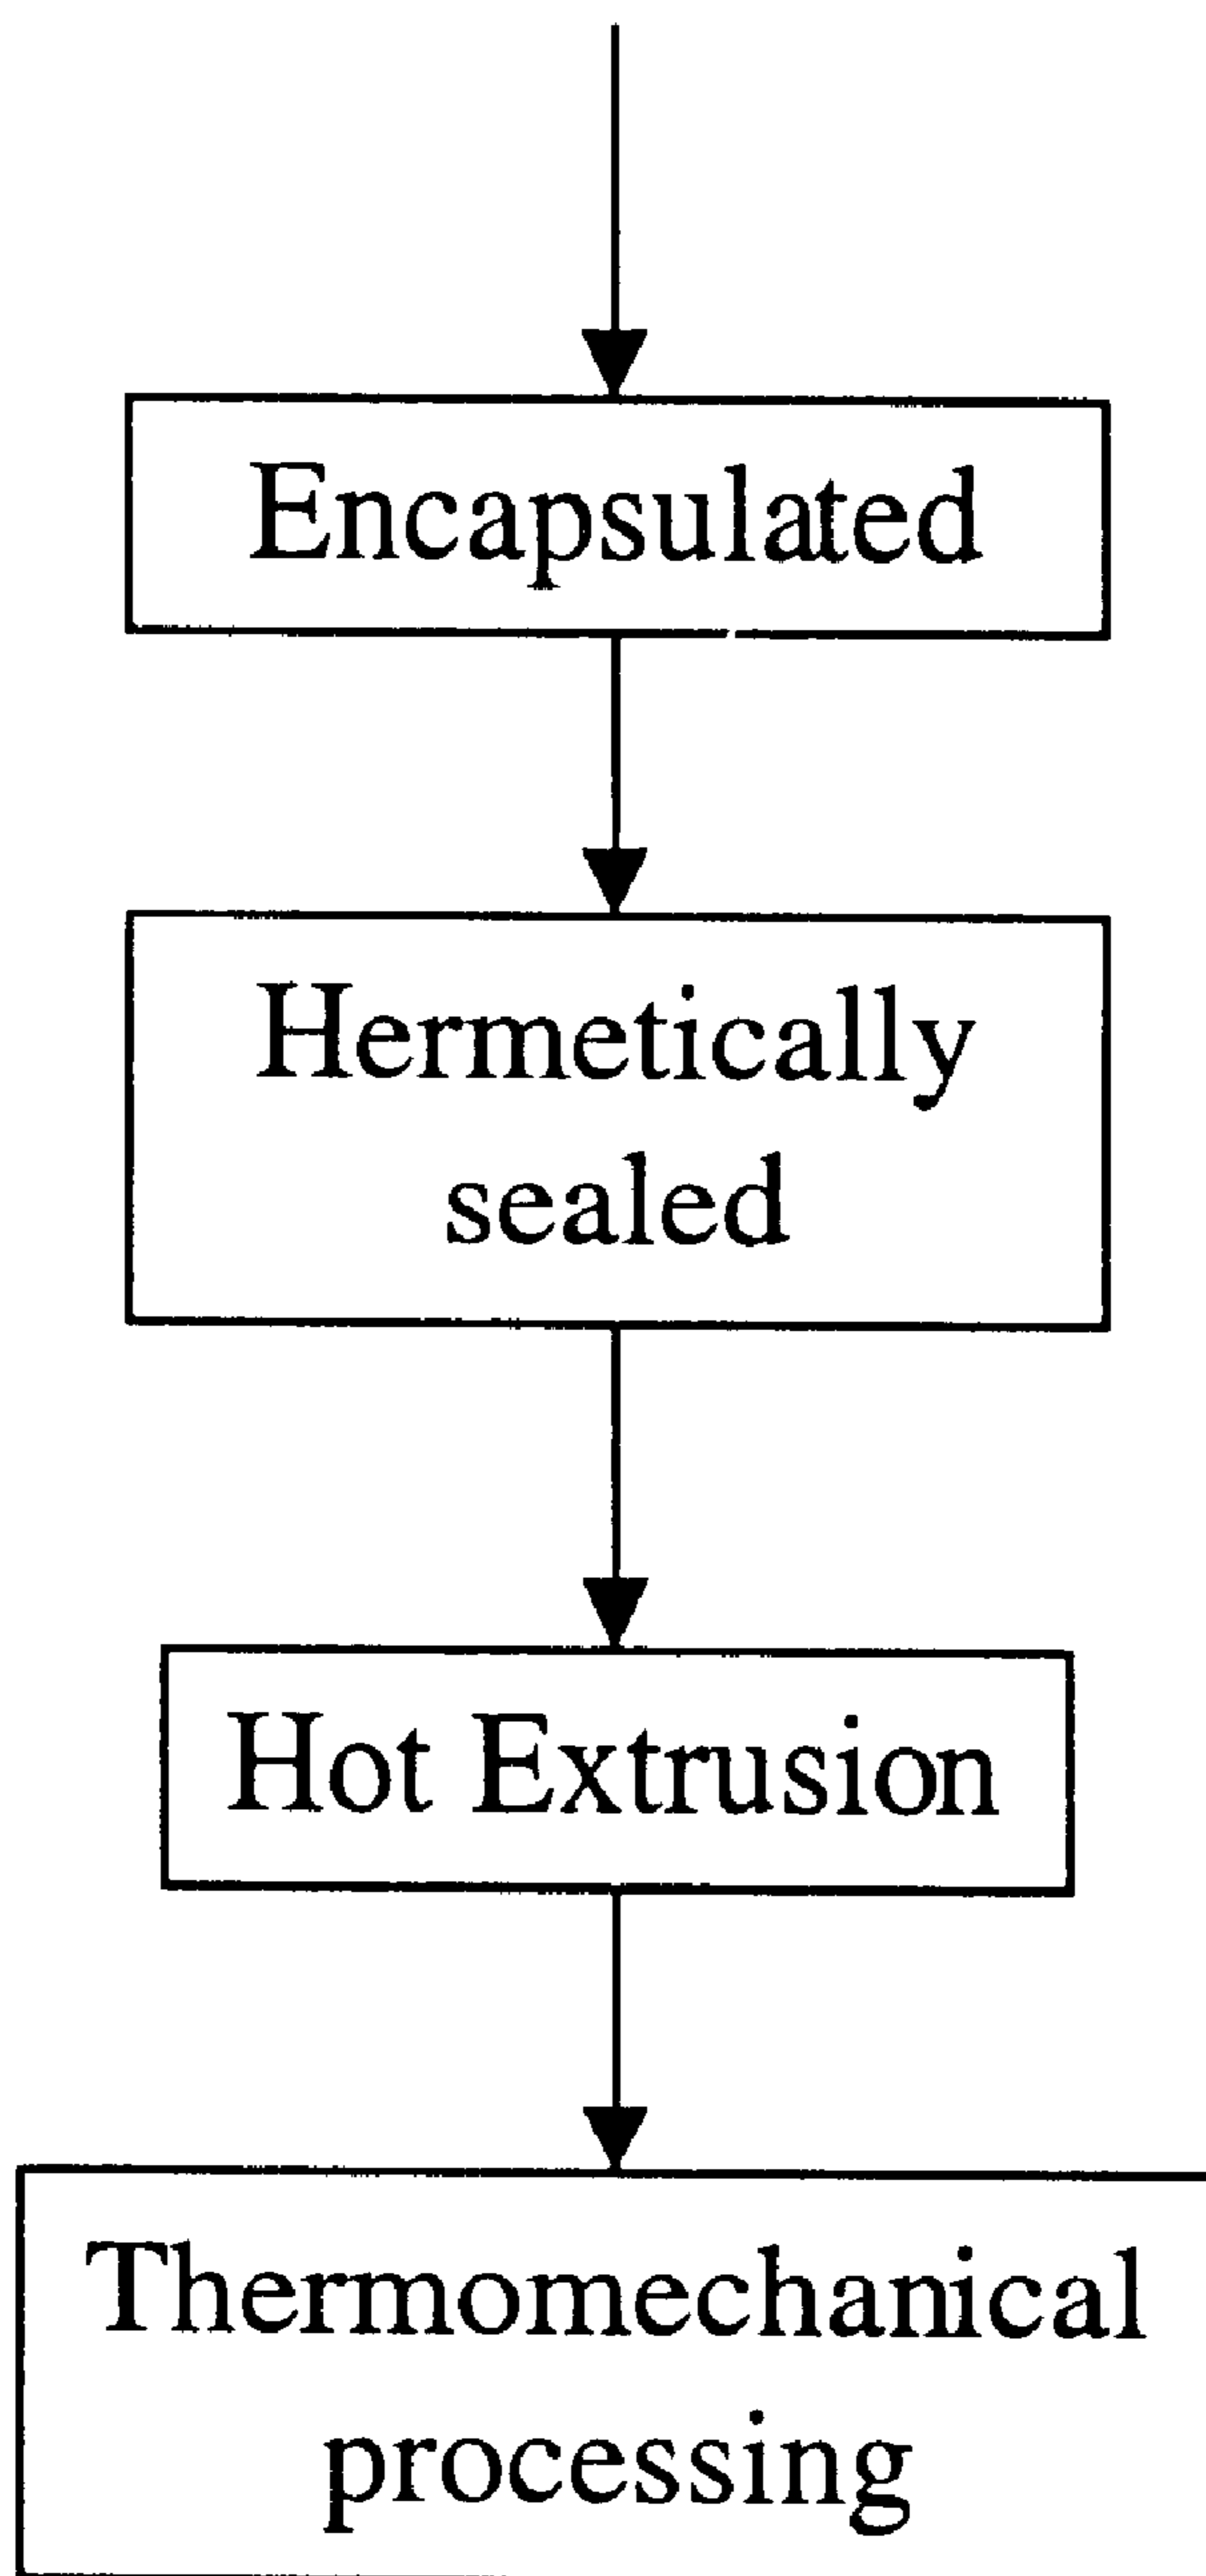 Encapsulated
Hermetically
sealed
Hot Extrusion
Thermomechanical
processing